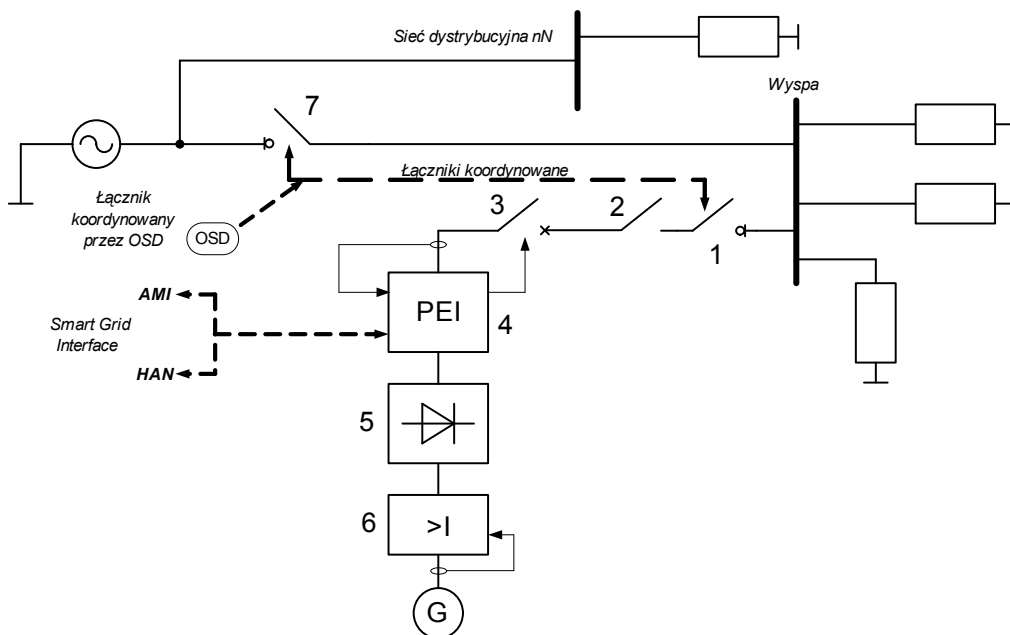 Sieć dystrybucyjna nN
Wyspa
7
Łącznik
koordynowany
przez OSD
OSD
Łączniki koordynowane
3
2
1
AMI
Smart Grid
Interface
HAN
PEI
4
5
6
>I
G